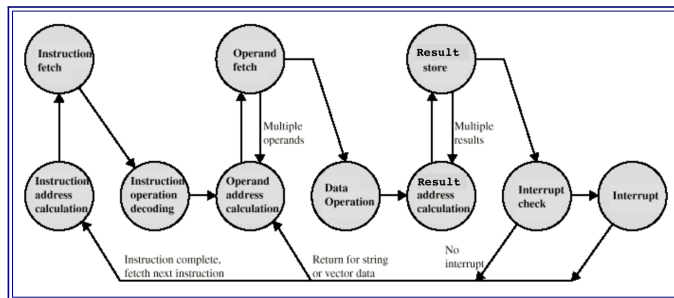 Instruction
fetch
Operand
fetch
Result
store
Multiple
operands
Multiple
results
Instruction
address
calculation
Instruction
operation
decoding
Operand
address
calculation
Data
Operation
Result
address
calculation
Interrupt
check
Interrupt
Instruction complete,
fetcth next instruction
Return for string
or vector data
No
interrupt